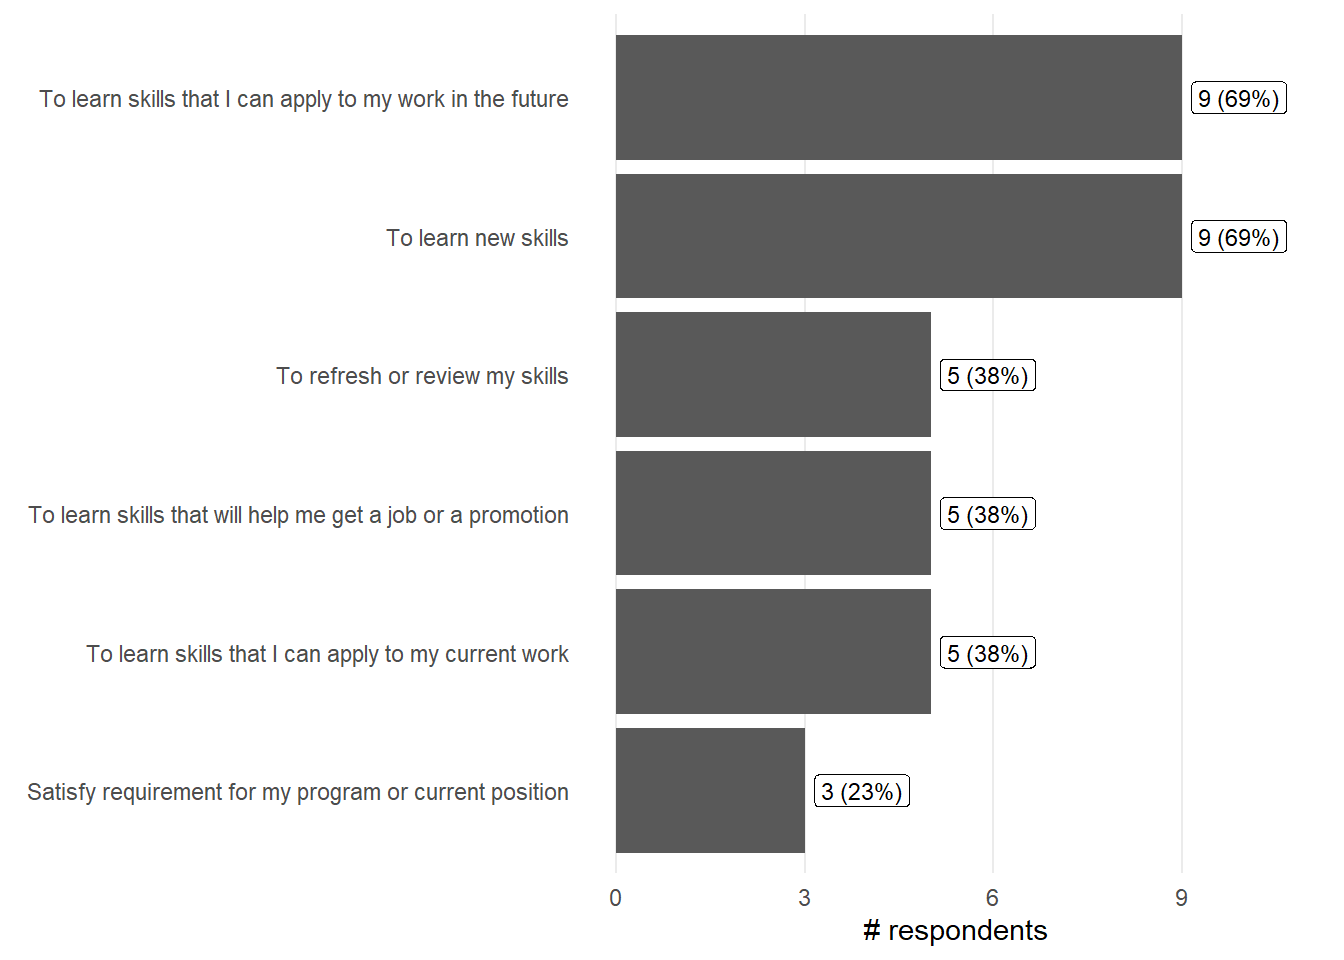 To learn skills that I can apply to my work in the future
9 (69%)
To learn new skills
9 (69%)
To refresh or review my skills
5 (38%)
To learn skills that will help me get a job or a promotion
5 (38%)
To learn skills that I can apply to my current work
5 (38%)
Satisfy requirement for my program or current position
3 (23%)
0 3 6 9
# respondents